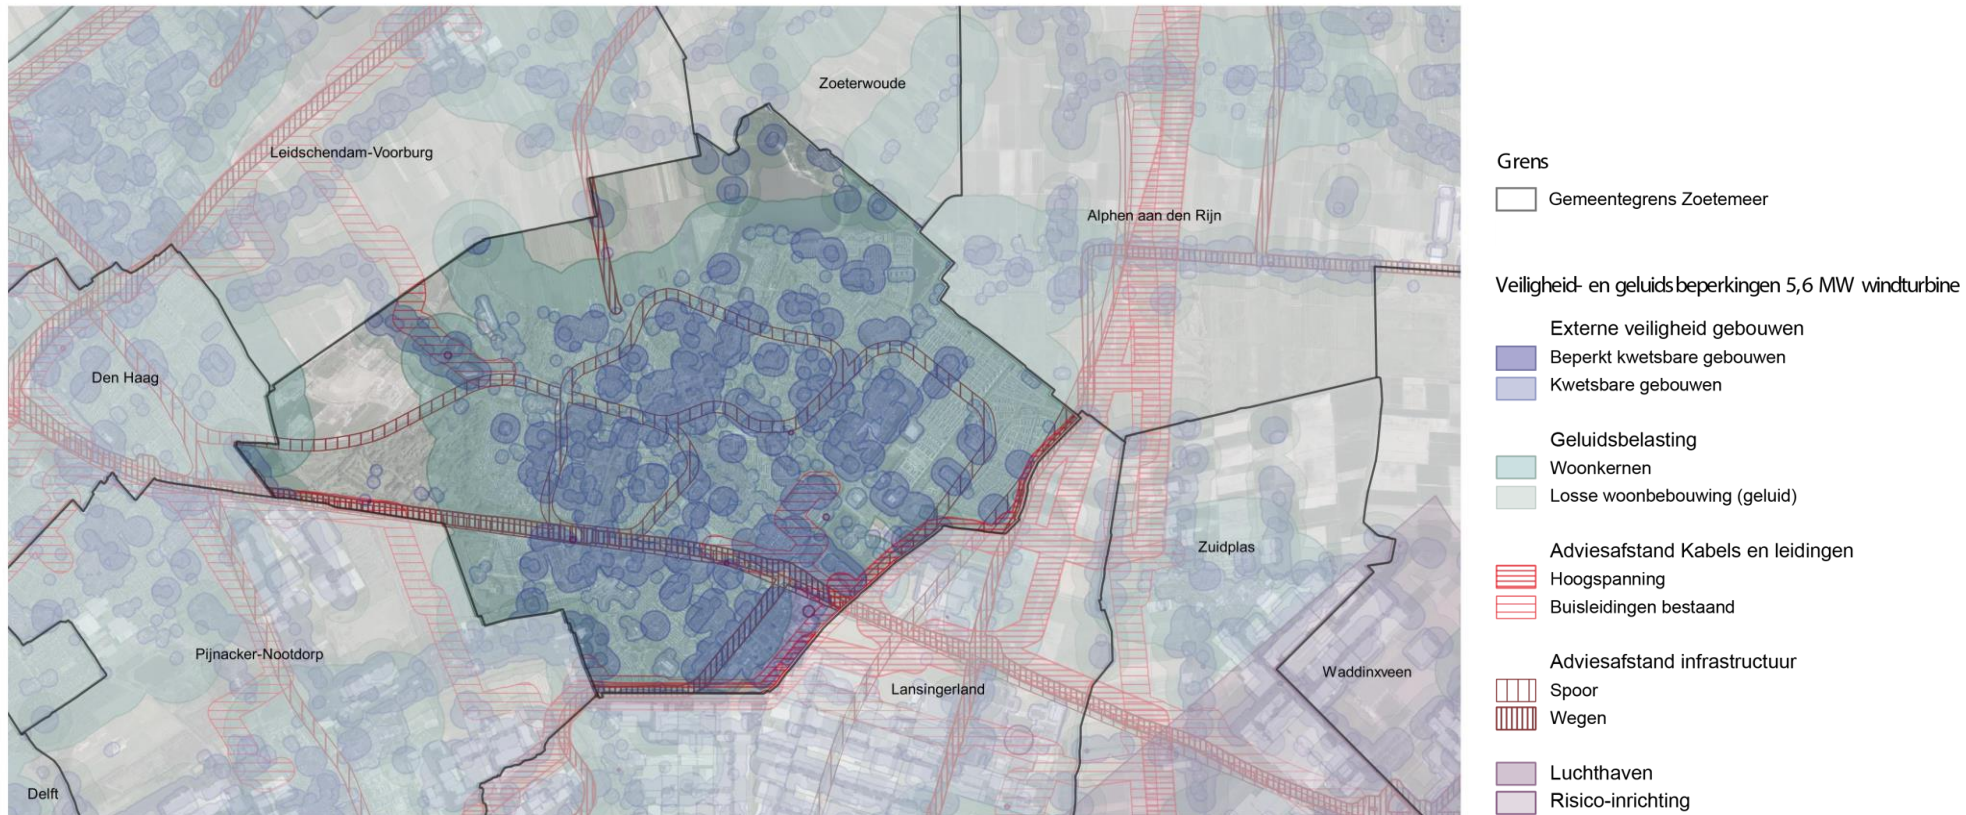 Zoeterwoude
Leidschendam-Voorburg
Alphen aan den Rijn
Den Haag
Zuidplas
Pijnacker-Nootdorp
Waddinxveen
Lansingerland
Delft
Grens
Gemeentegrens Zoetemeer
Veiligheid- en geluidsbeperkingen 5,6 MW windturbine
Externe veiligheid gebouwen
Beperkt kwetsbare gebouwen
Kwetsbare gebouwen
Geluidsbelasting
Woonkernen
Losse woonbebouwing (geluid)
Adviesafstand Kabels en leidingen
Hoogspanning
Buisleidingen bestaand
Adviesafstand infrastructuur
Spoor
Wegen
Luchthaven
Risico-inrichting